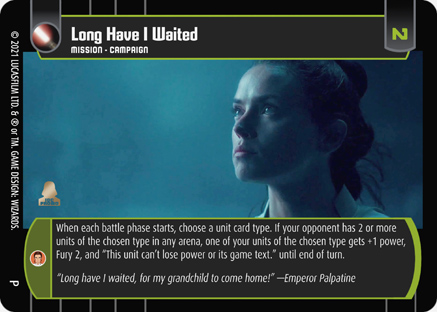 Long Have I Waited
MISSION • CAMPAIGN
N
© 2021 LUCASFILM LTD. & ® or TM. GAME DESIGN: WIZARDS.
P
When each battle phase starts, choose a unit card type. If your opponent has 2 or more
units of the chosen type in any arena, one of your units of the chosen type gets +1 power,
Fury 2, and "This unit can't lose power or its game text." until end of turn.
"Long have I waited, for my grandchild to come home!" —Emperor Palpatine